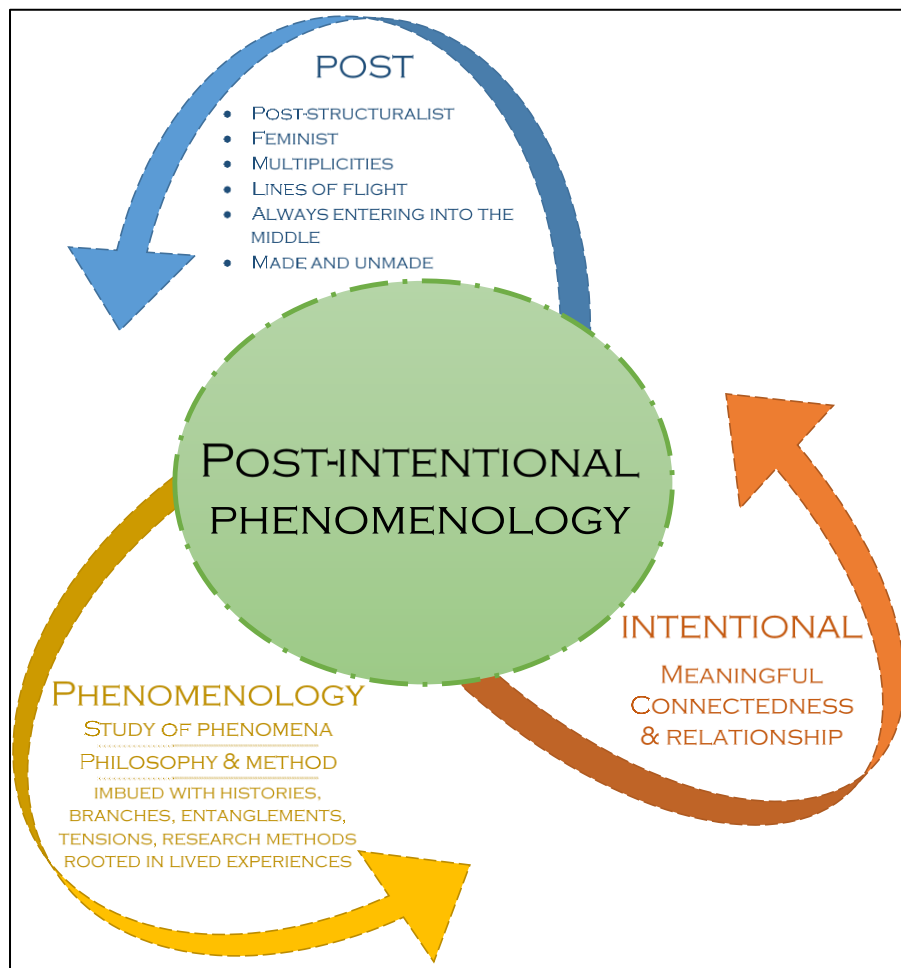 POST
• POST-STRUCTURALIST
• FEMINIST
• MULTIPLICITIES
• LINES OF FLIGHT
• ALWAYS ENTERING INTO THE
MIDDLE
• MADE AND UNMADE
POST-INTENTIONAL
PHENOMENOLOGY
INTENTIONAL
MEANINGFUL
CONNECTEDNESS
& RELATIONSHIP
PHENOMENOLOGY
STUDY OF PHENOMENA
PHILOSOPHY & METHOD
IMBUED WITH HISTORIES,
BRANCHES, ENTANGLEMENTS,
TENSIONS, RESEARCH METHODS
ROOTED IN LIVED EXPERIENCES